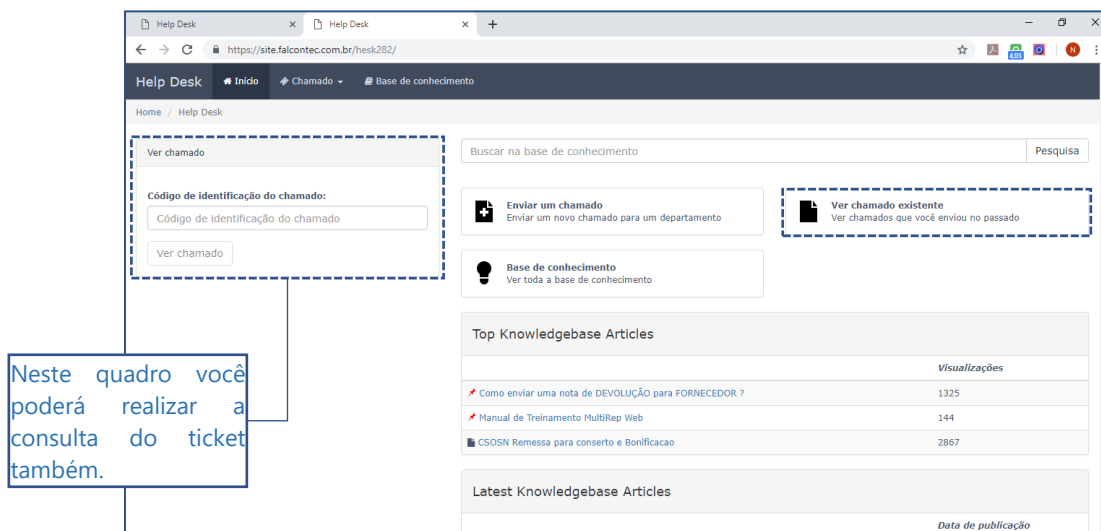 Help Desk
Help Desk
https://site.falcontec.com.br/hesk282/
4,03
N
Help Desk Início Chamado Base de conhecimento
Home / Help Desk
Ver chamado
Código de identificação do chamado:
Código de identificação do chamado
Ver chamado
Buscar na base de conhecimento Pesquisa
Enviar um chamado
Enviar um novo chamado para um departamento
Ver chamado existente
Ver chamados que você enviou no passado
Base de conhecimento
Ver toda a base de conhecimento
Top Knowledgebase Articles
Visualizações
Como enviar uma nota de DEVOLUÇÃO para FORNECEDOR ? 1325
Manual de Treinamento MultiRep Web 144
CSOSN Remessa para conserto e Bonificacao 2867
Latest Knowledgebase Articles
Data de publicação
Neste quadro você
poderá realizar a
consulta do ticket
também.